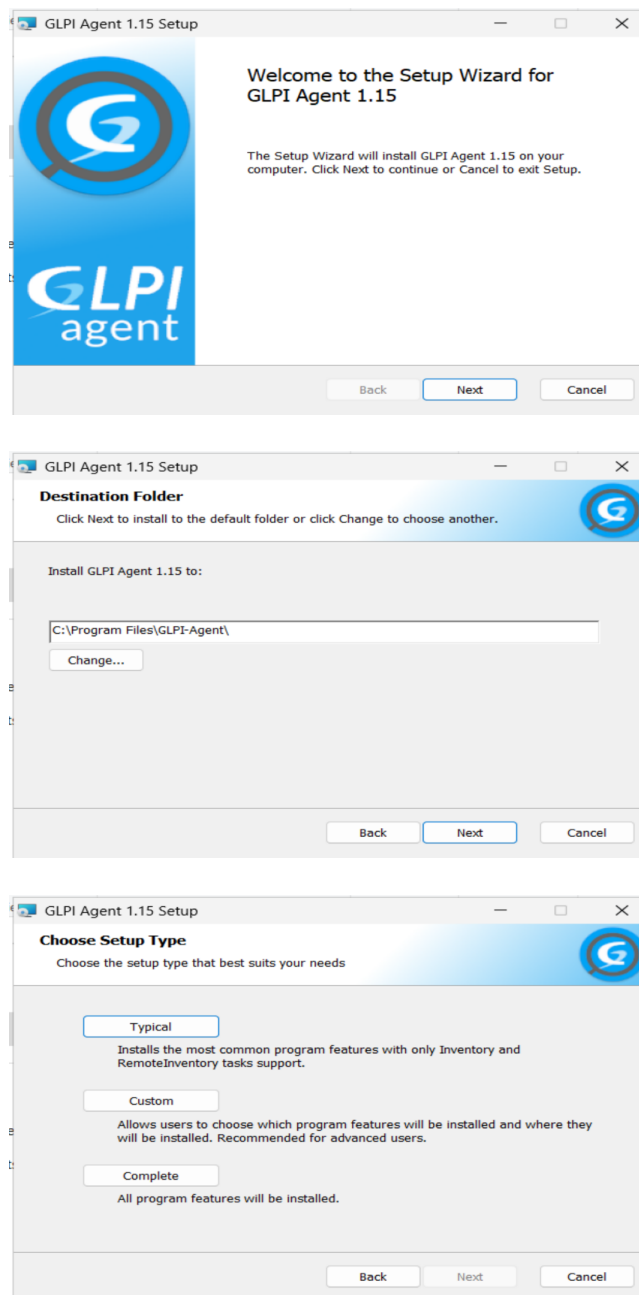 GLPI Agent 1.15 Setup
Welcome to the Setup Wizard for
GLPI Agent 1.15
The Setup Wizard will install GLPI Agent 1.15 on your
computer. Click Next to continue or Cancel to exit Setup.
GLPI
agent
Back Next Cancel
GLPI Agent 1.15 Setup
Destination Folder
Click Next to install to the default folder or click Change to choose another.
Install GLPI Agent 1.15 to:
C:\Program Files\GLPI-Agent\
Change...
Back Next Cancel
GLPI Agent 1.15 Setup
Choose Setup Type
Choose the setup type that best suits your needs
Typical
Installs the most common program features with only Inventory and
RemoteInventory tasks support.
Custom
Allows users to choose which program features will be installed and where they
will be installed. Recommended for advanced users.
Complete
All program features will be installed.
Back Next Cancel